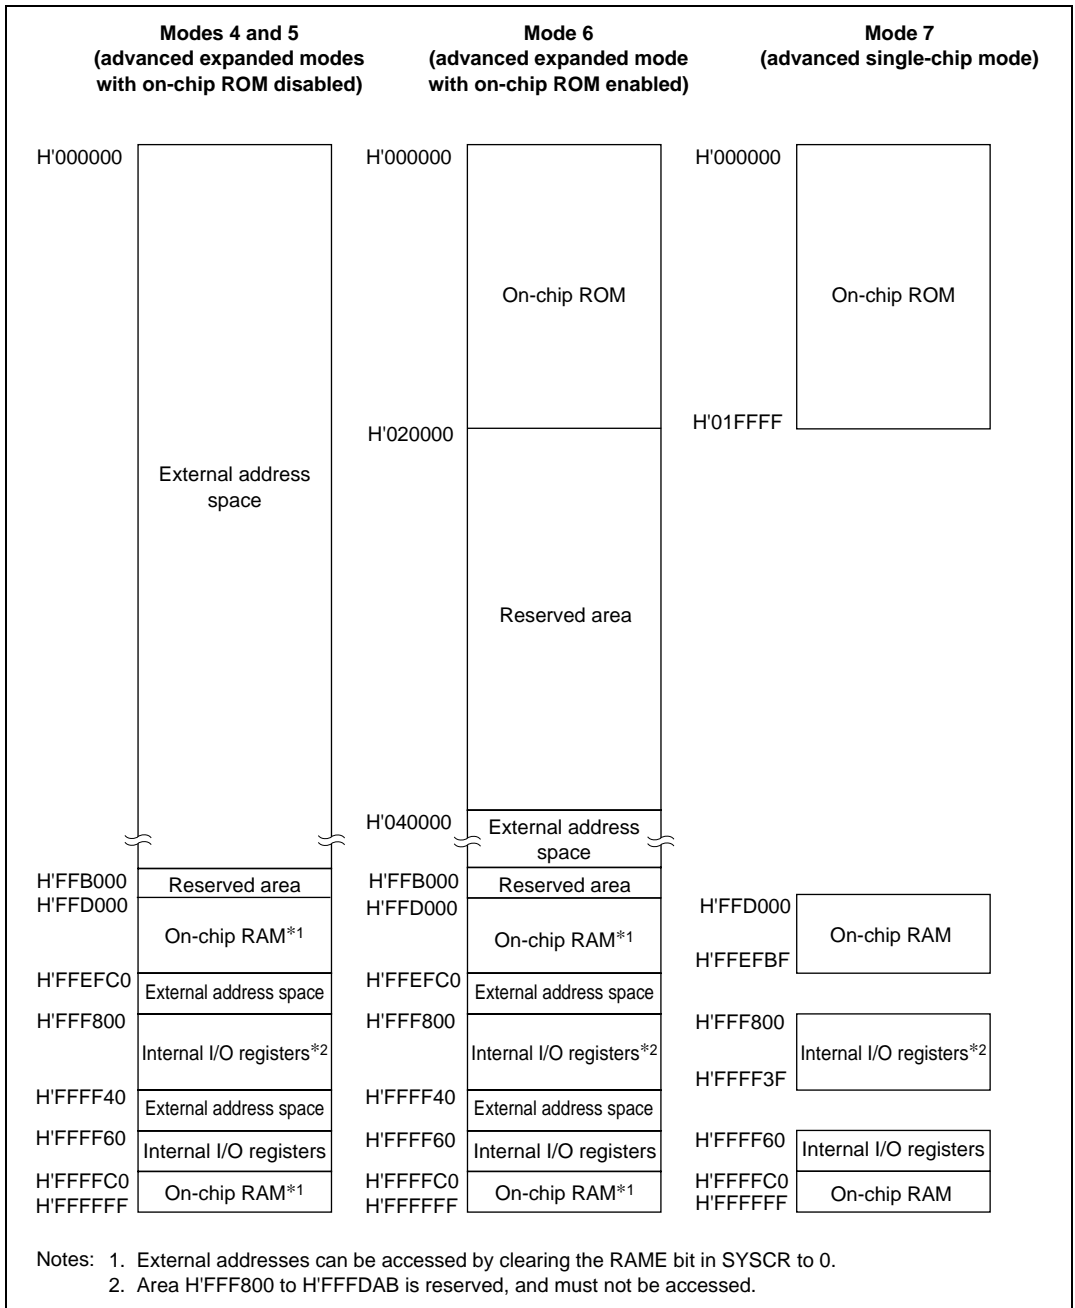 Modes 4 and 5
(advanced expanded modes
with on-chip ROM disabled)
Mode 6
(advanced expanded mode
with on-chip ROM enabled)
Mode 7
(advanced single-chip mode)
H'000000
External address
space
H'FFB000
Reserved area
H'FFD000
On-chip RAM*1
H'FFEFC0
External address space
H'FFF800
Internal I/O registers*2
H'FFFF40
External address space
H'FFFF60
Internal I/O registers
H'FFFFC0
On-chip RAM*1
H'FFFFFF
H'000000
On-chip ROM
H'020000
Reserved area
H'040000
External address
space
H'FFB000
Reserved area
H'FFD000
On-chip RAM*1
H'FFEFC0
External address space
H'FFF800
Internal I/O registers*2
H'FFFF40
External address space
H'FFFF60
Internal I/O registers
H'FFFFC0
On-chip RAM*1
H'FFFFFF
H'000000
On-chip ROM
H'01FFFF
H'FFD000
On-chip RAM
H'FFEFBF
H'FFF800
Internal I/O registers*2
H'FFFF3F
H'FFFF60
Internal I/O registers
H'FFFFC0
On-chip RAM
H'FFFFFF
Notes: 1. External addresses can be accessed by clearing the RAME bit in SYSCR to 0.
2. Area H'FFF800 to H'FFFDAB is reserved, and must not be accessed.